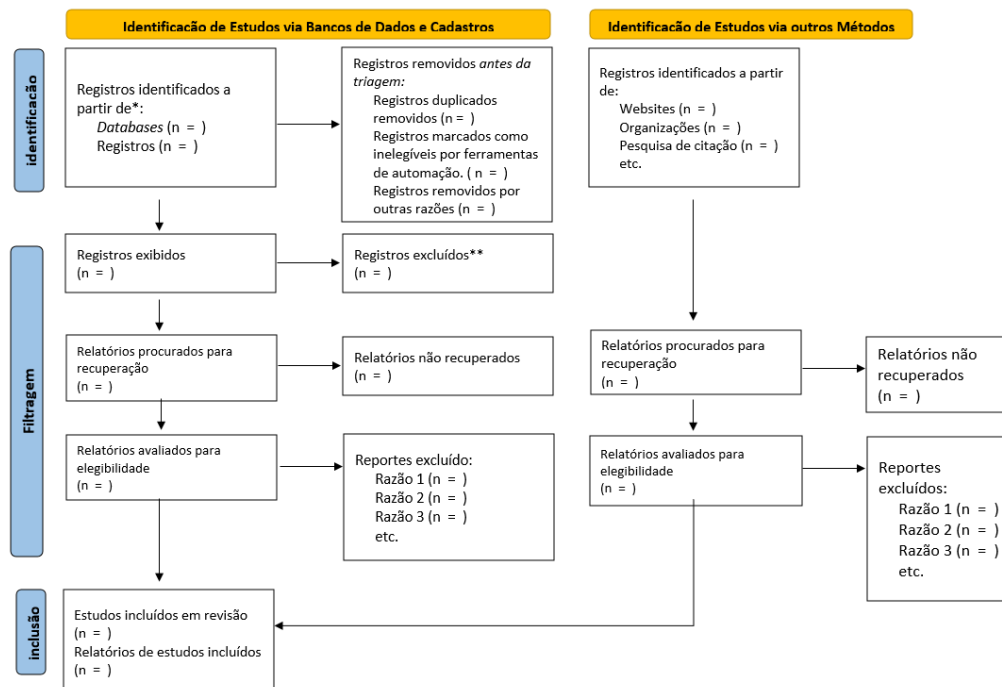 Identificacão de Estudos via Bancos de Dados e Cadastros
Identificacão de Estudos via outros Métodos
identificacão
Registros identificados a
partir de*:
Databases (n = )
Registros (n = )
Registros removidos antes da
triagem:
Registros duplicados
removidos (n = )
Registros marcados como
inelegíveis por ferramentas
de automação. ( n = )
Registros removidos por
outras razões (n = )
Registros identificados a partir
de:
Websites (n = )
Organizações (n = )
Pesquisa de citação (n = )
etc.
Filtragem
Registros exibidos
(n = )
Registros excluídos**
(n = )
Relatórios procurados para
recuperação
(n = )
Relatórios não recuperados
(n = )
Relatórios procurados para
recuperação
(n = )
Relatórios não
recuperados
(n = )
Relatórios avaliados para
elegibilidade
(n = )
Reportes excluído:
Razão 1 (n = )
Razão 2 (n = )
Razão 3 (n = )
etc.
Relatórios avaliados para
elegibilidade
(n = )
Reportes
excluídos:
Razão 1 (n = )
Razão 2 (n = )
Razão 3 (n = )
etc.
inclusão
Estudos incluídos em revisão
(n = )
Relatórios de estudos incluídos
(n = )